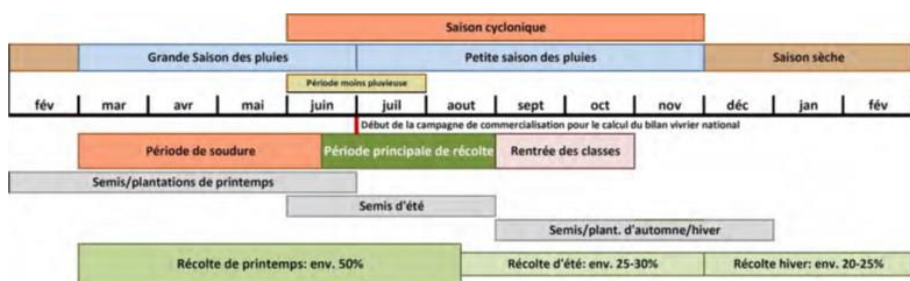 Saison cyclonique
Grande Saison des pluies Petite saison des pluies Saison sèche
Période moins pluvieuse
fév mar avr mai juin juil aout sept oct nov déc jan fév
Début de la campagne de commercialisation pour le calcul du bilan vivrier national
Période de soudure Période principale de récolte Rentrée des classes
Semis/plantations de printemps
Semis d'été
Semis/plant. d'automne/hiver
Récolte de printemps: env. 50% Récolte d'été: env. 25-30% Récolte hiver: env. 20-25%